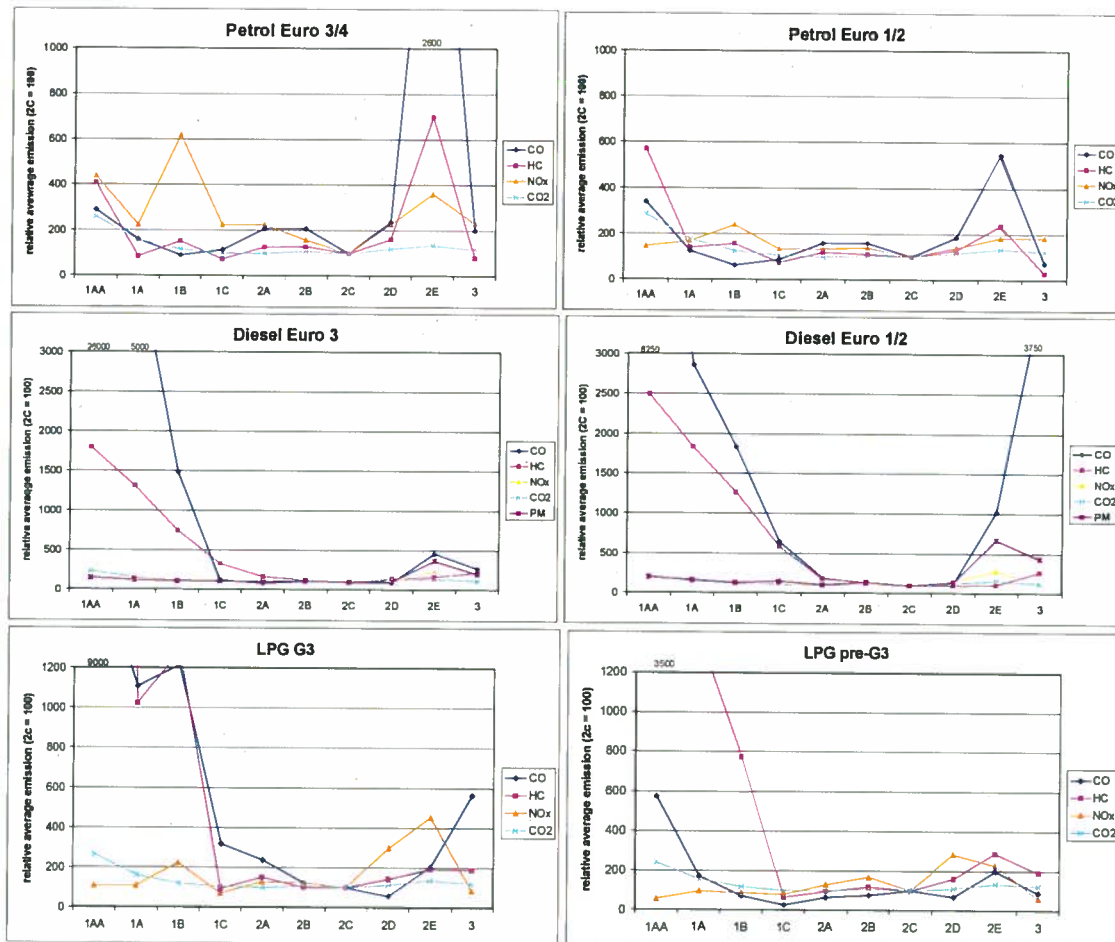 Petrol Euro 3/4
2600
relative avewrage emission (2C = 100)
1000
800
600
400
200
0
1AA 1A 1B 1C 2A 2B 2C 2D 2E 3
CO
HC
NOx
CO2
Petrol Euro 1/2
relative average emission (2C = 100)
1000
800
600
400
200
0
1AA 1A 1B 1C 2A 2B 2C 2D 2E 3
CO
HC
NOx
CO2
Diesel Euro 3
26000 5000
relative average emission (2C = 100)
3000
2500
2000
1500
1000
500
0
1AA 1A 1B 1C 2A 2B 2C 2D 2E 3
CO
HC
NOx
CO2
PM
Diesel Euro 1/2
6250 3750
relative average emission (2C = 100)
3000
2500
2000
1500
1000
500
0
1AA 1A 1B 1C 2A 2B 2C 2D 2E 3
CO
HC
NOx
CO2
PM
LPG G3
9000
relative average emission (2c = 100)
1200
1000
800
600
400
200
0
1AA 1A 1B 1C 2A 2B 2C 2D 2E 3
CO
HC
NOx
CO2
LPG pre-G3
3500
relative average emission (2c = 100)
1200
1000
800
600
400
200
0
1AA 1A 1B 1C 2A 2B 2C 2D 2E 3
CO
HC
NOx
CO2